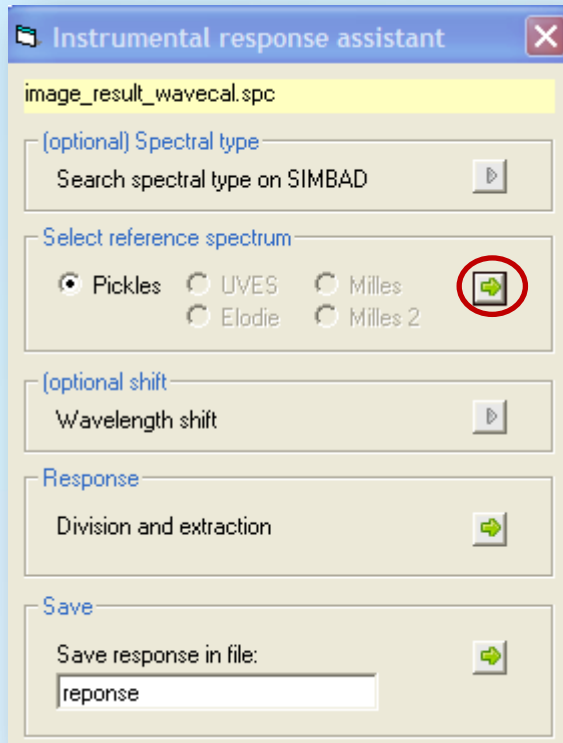 Instrumental response assistant
image_result_wavecal.spc
(optional) Spectral type
Search spectral type on SIMBAD
Select reference spectrum
Pickles UVES Milles
Elodie Milles 2
(optional shift
Wavelength shift
Response
Division and extraction
Save
Save response in file:
reponse